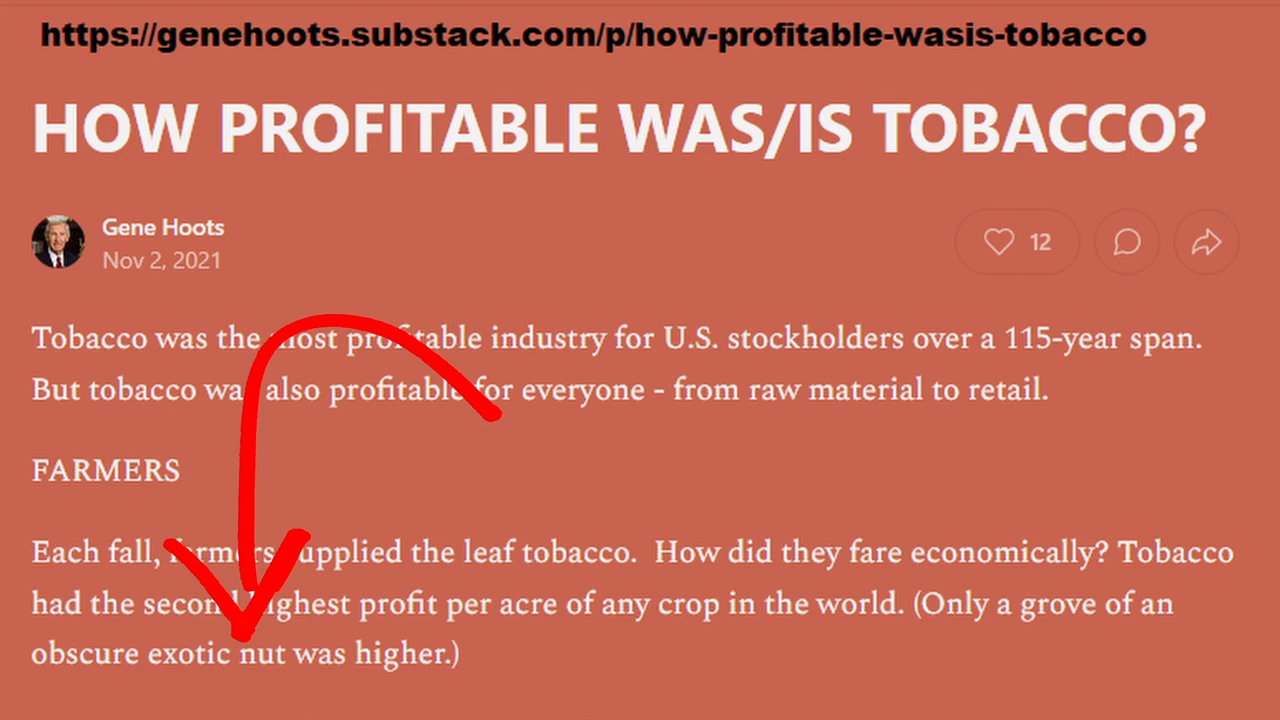 https://genehoots.substack.com/p/how-profitable-wasis-tobacco
HOW PROFITABLE WAS/IS TOBACCO?
Gene Hoots
Nov 2, 2021
12
Tobacco was the most profitable industry for U.S. stockholders over a 115-year span.
But tobacco was also profitable for everyone - from raw material to retail.
FARMERS
Each fall, farmers supplied the leaf tobacco. How did they fare economically? Tobacco
had the second highest profit per acre of any crop in the world. (Only a grove of an
obscure exotic nut was higher.)